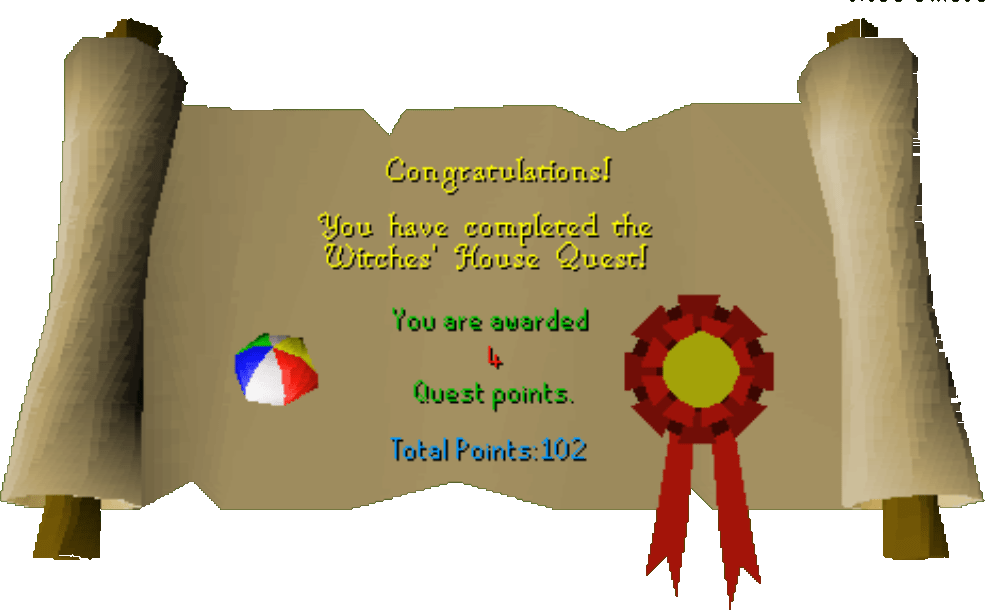 Congratulations!
You have completed the
Witches' House Quest!
You are awarded
4
Quest points.
Total Points:102